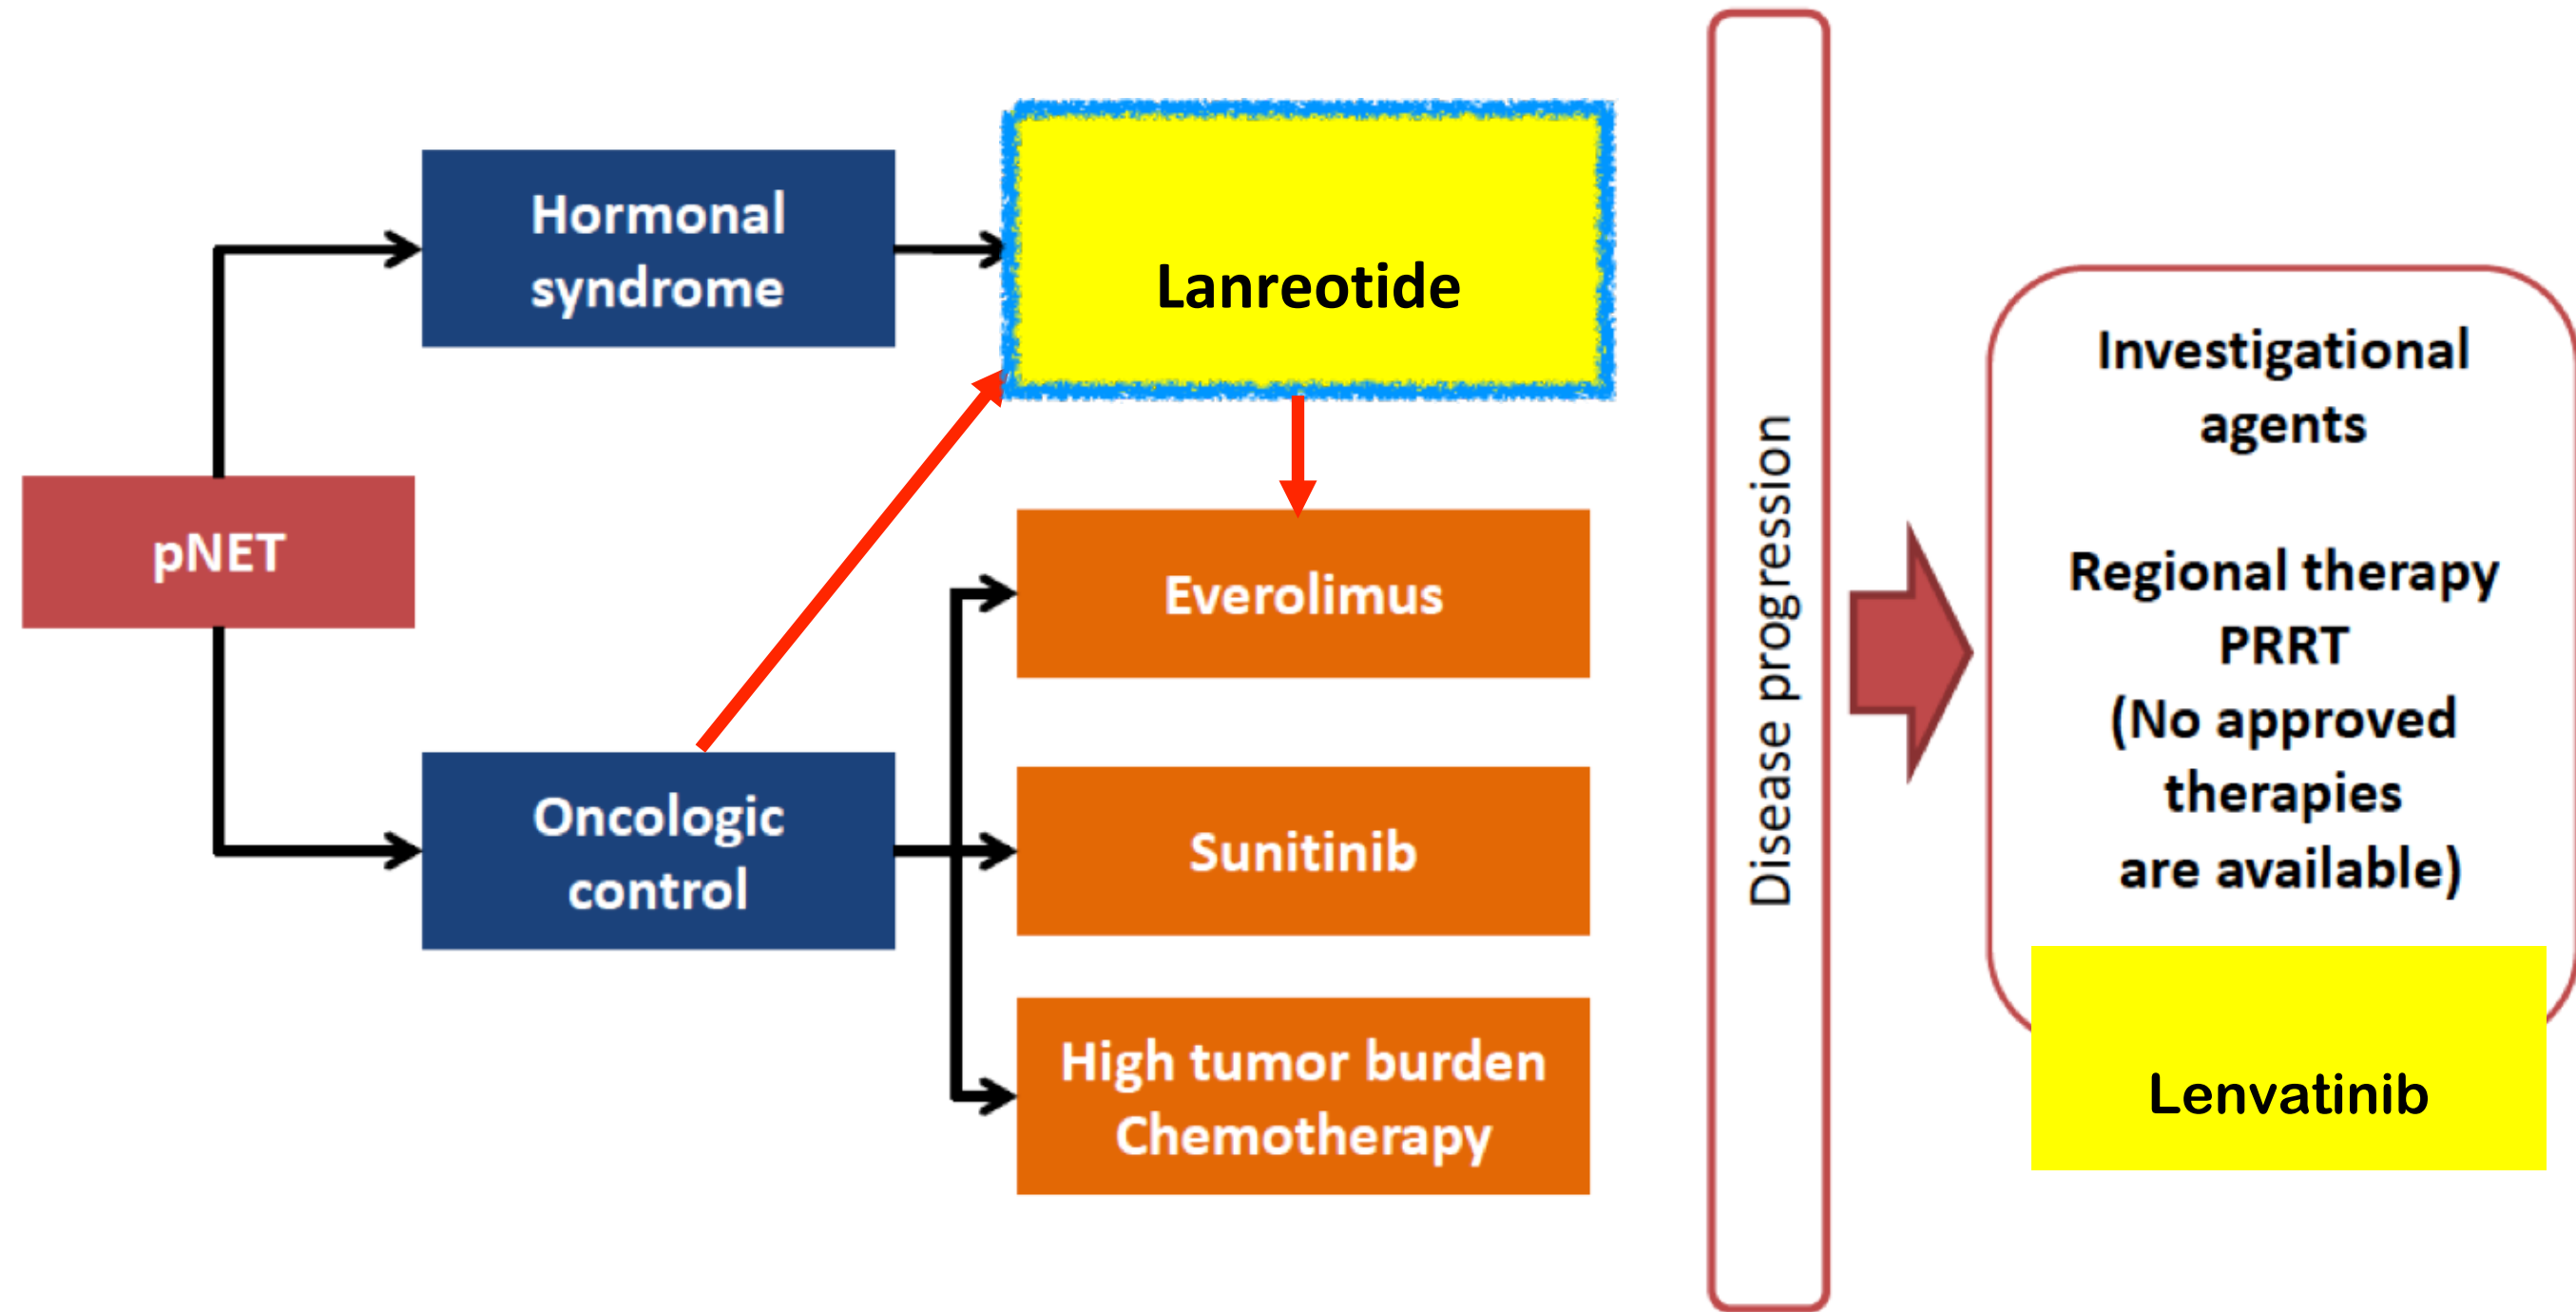 pNET
Hormonal
syndrome
Lanreotide
Oncologic
control
Everolimus
Sunitinib
High tumor burden
Chemotherapy
Disease progression
Investigational
agents
Regional therapy
PRRT
(No approved
therapies
are available)
Lenvatinib